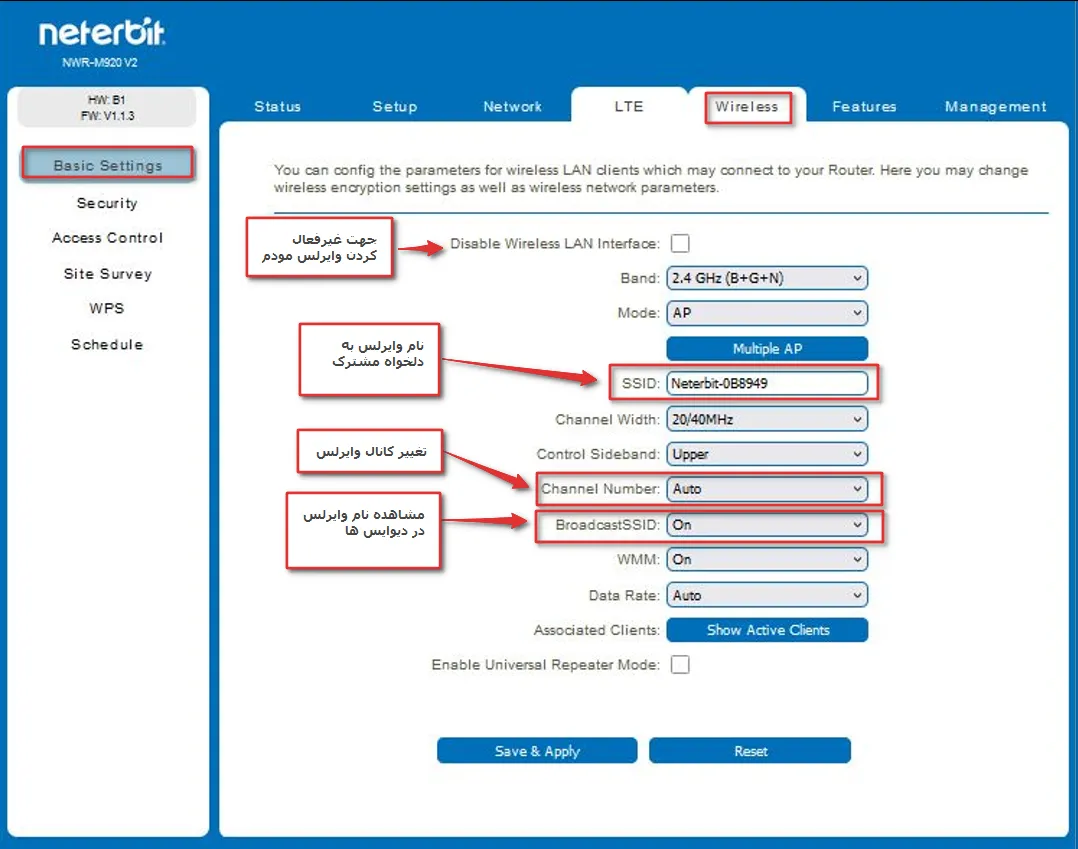 neterbit
NWR-M920 V2
HW: B1
FW: V1.1.3
Status
Setup
Network
LTE
Wireless
Features
Management
Basic Settings
Security
Access Control
Site Survey
WPS
Schedule
You can config the parameters for wireless LAN clients which may connect to your Router. Here you may change
wireless encryption settings as well as wireless network parameters.
جهت غیرفعال
کردن وایرلس مودم
Disable Wireless LAN Interface:
Band: 2.4 GHz (B+G+N)
Mode: AP
Multiple AP
نام وایرلس به
دلخواه مشترک
SSID: Neterbit-0B8949
Channel Width: 20/40MHz
تغییر کانال وایرلس
Control Sideband: Upper
Channel Number: Auto
مشاهده نام وایرلس
در دیوایس ها
BroadcastSSID: On
WMM: On
Data Rate: Auto
Associated Clients: Show Active Clients
Enable Universal Repeater Mode:
Save & Apply
Reset